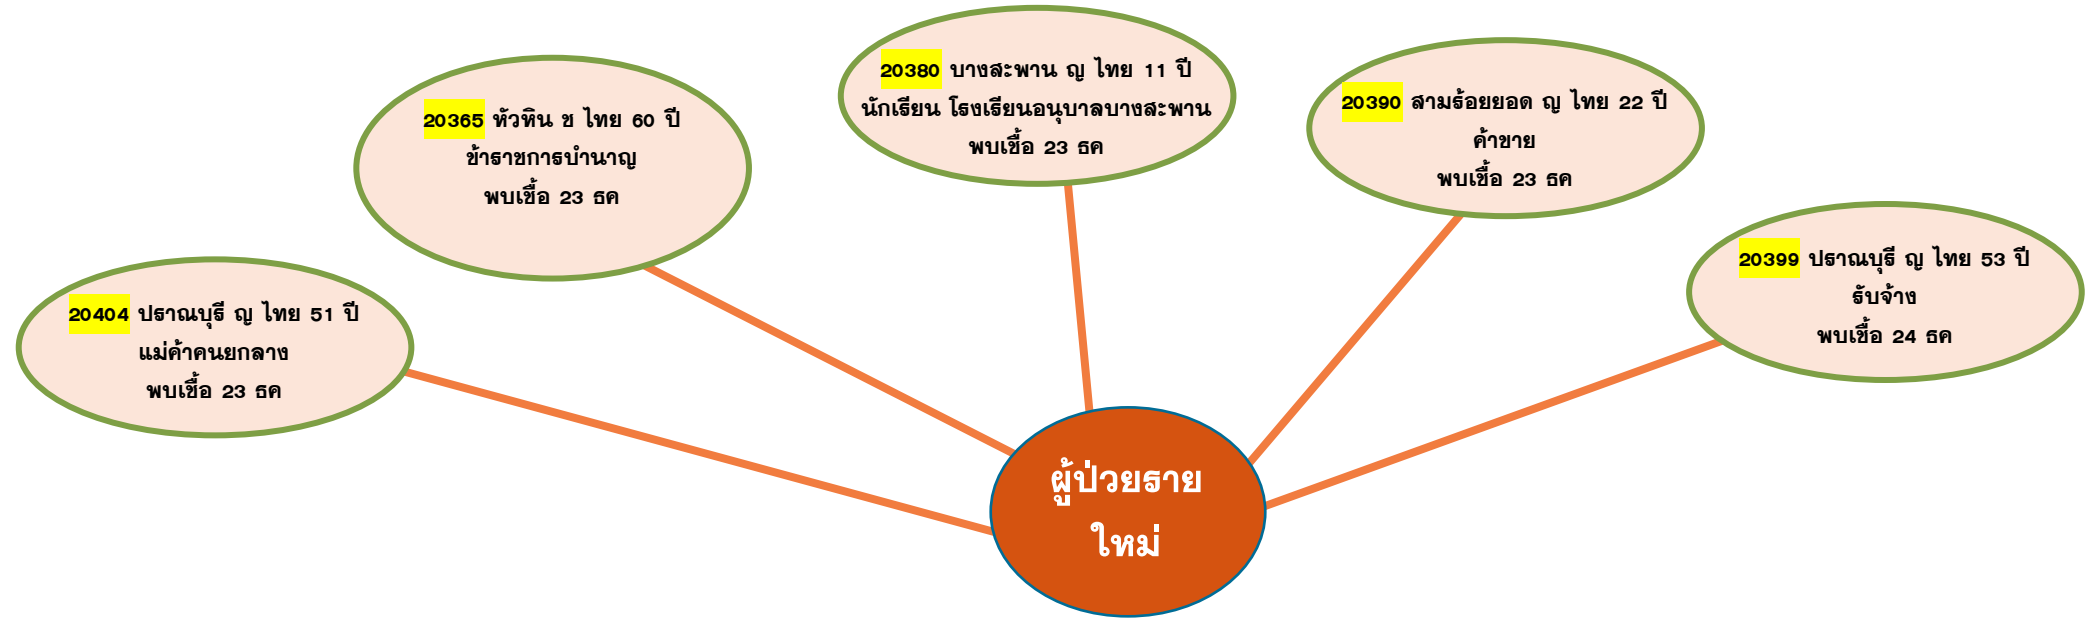 20380 บางสะพาน ญ ไทย 11 ปี
นักเรียน โรงเรียนอนุบาลบางสะพาน
พบเชื้อ 23 ธค
20390 สามร้อยยอด ญ ไทย 22 ปี
ค้าขาย
พบเชื้อ 23 ธค
20365 หัวหิน ช ไทย 60 ปี
ข้าราชการบำนาญ
พบเชื้อ 23 ธค
20399 ปราณบุรี ญ ไทย 53 ปี
รับจ้าง
พบเชื้อ 24 ธค
20404 ปราณบุรี ญ ไทย 51 ปี
แม่ค้าคนยกลาง
พบเชื้อ 23 ธค
ผู้ป่วยราย
ใหม่